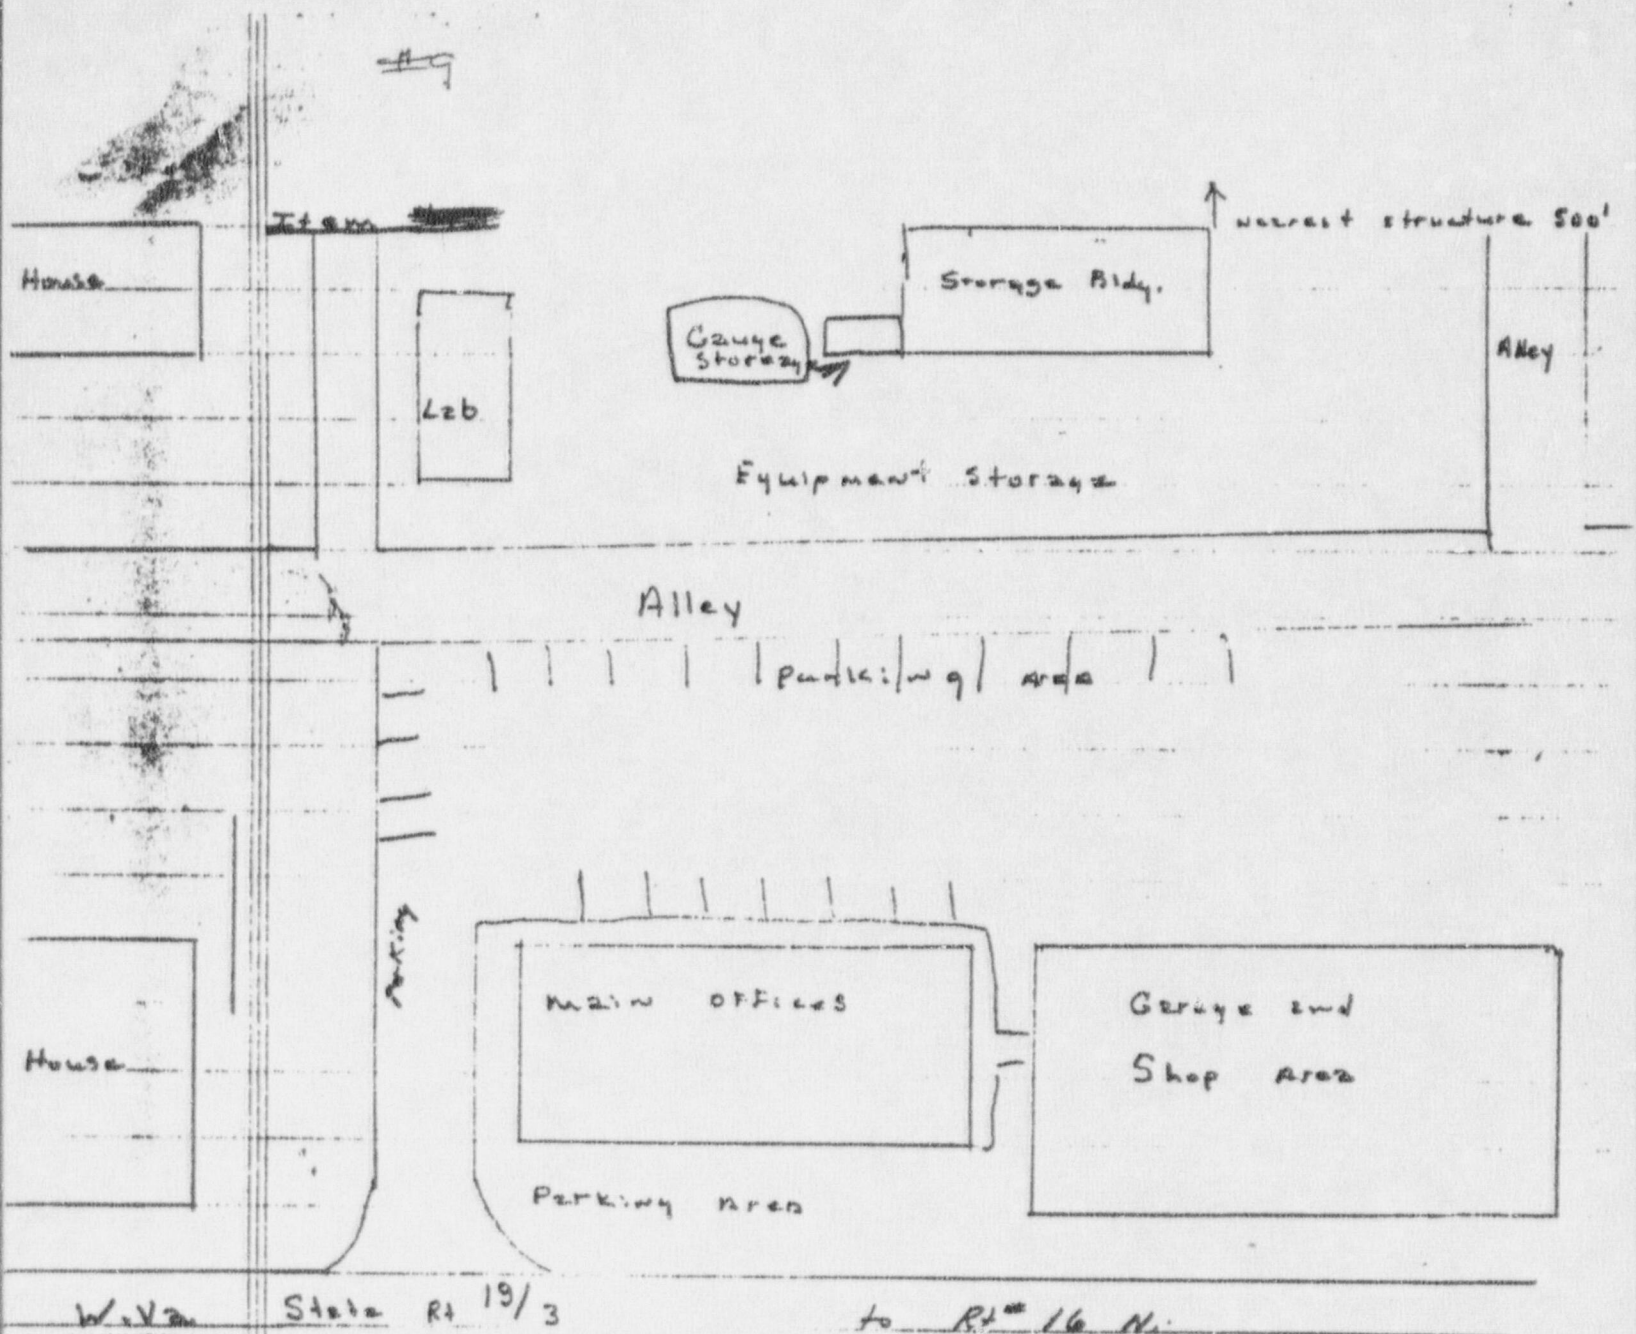 #9
Item
nearest structure 500'
House
Storage Bldg.
Gauge
Storage
Alley
Lab
Equipment Storage
Alley
Parking area
Parking
Main Offices
Garage and
Shop Area
House
Parking Area
W.Va. State Rt 19/3 to Rt# 16 N.